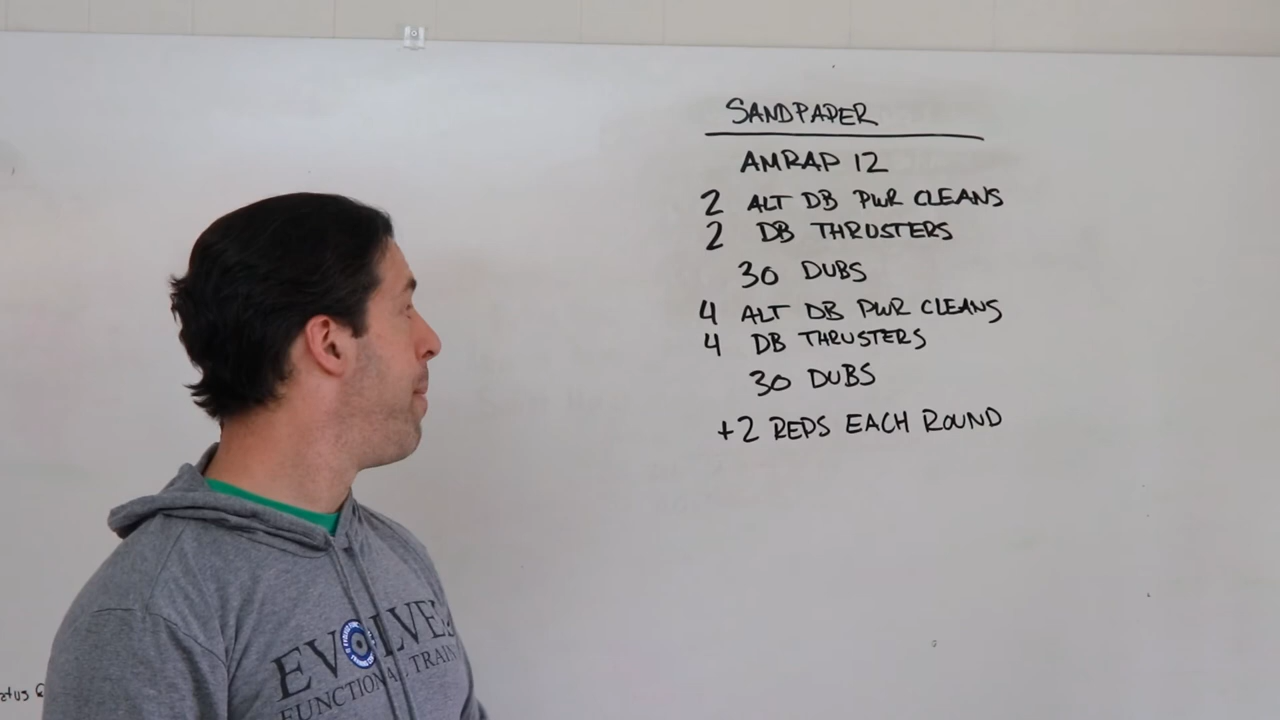 SANDPAPER
AMRAP 12
2 ALT DB PWR CLEANS
2 DB THRUSTERS
30 DUBS
4 ALT DB PWR CLEANS
4 DB THRUSTERS
30 DUBS
+2 REPS EACH ROUND
EVOLVE
FUNCTIONAL TRAIN